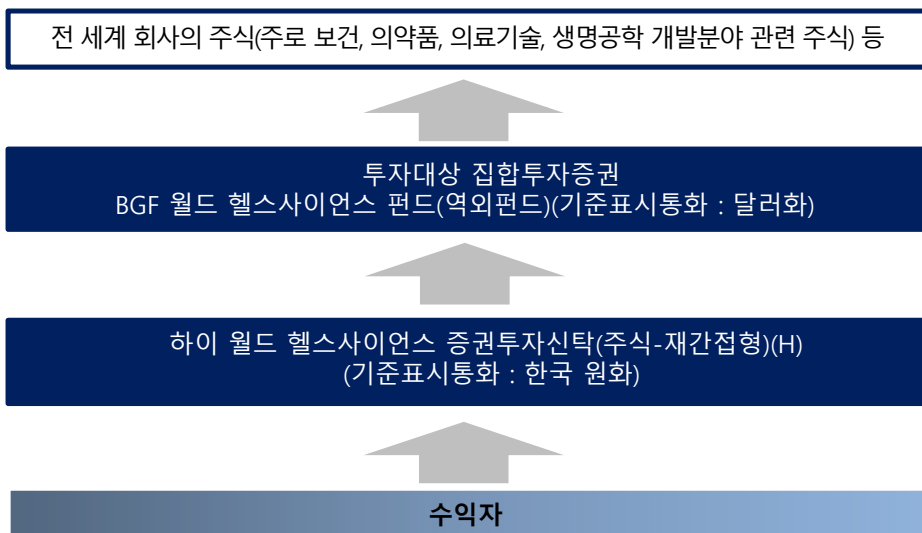 전 세계 회사의 주식(주로 보건, 의약품, 의료기술, 생명공학 개발분야 관련 주식) 등
투자대상 집합투자증권
BGF 월드 헬스사이언스 펀드(역외펀드)(기준표시통화 : 달러화)
하이 월드 헬스사이언스 증권투자신탁(주식-재간접형)(H)
(기준표시통화 : 한국 원화)
수익자